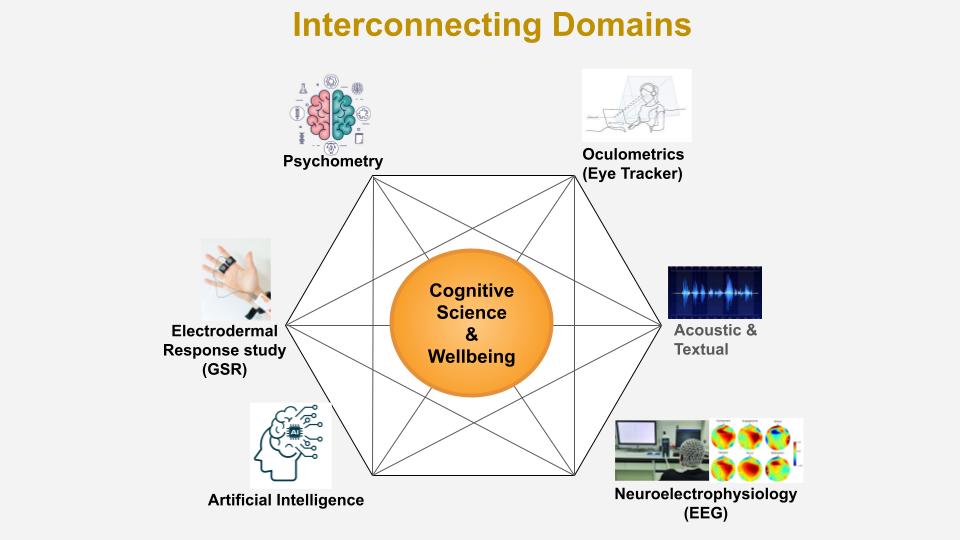 Interconnecting Domains
Psychometry
Oculometrics
(Eye Tracker)
Cognitive
Science
&
Wellbeing
Electrodermal
Response study
(GSR)
Acoustic &
Textual
AI
Artificial Intelligence
Neuroelectrophysiology
(EEG)